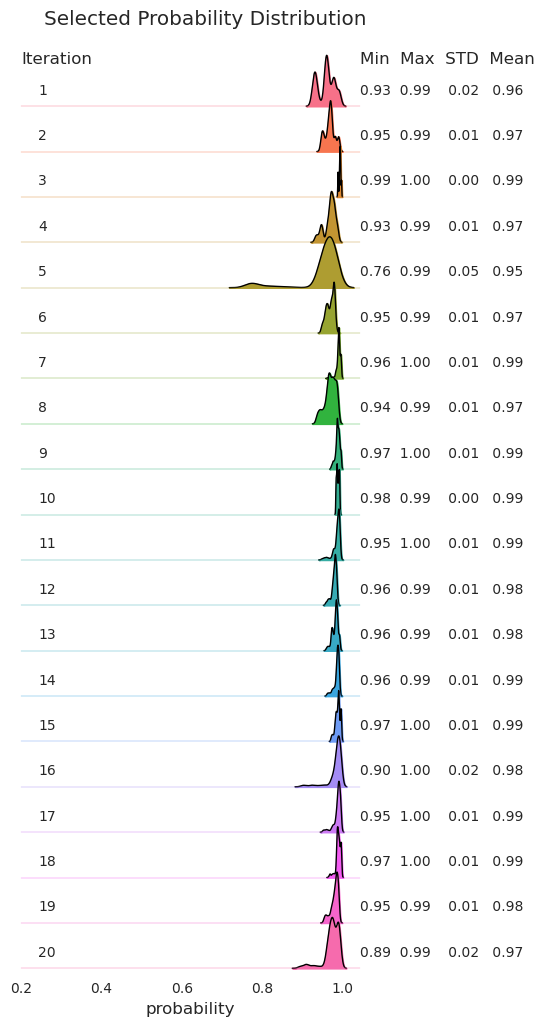 Selected Probability Distribution
Iteration Min Max STD Mean
1 0.93 0.99 0.02 0.96
2 0.95 0.99 0.01 0.97
3 0.99 1.00 0.00 0.99
4 0.93 0.99 0.01 0.97
5 0.76 0.99 0.05 0.95
6 0.95 0.99 0.01 0.97
7 0.96 1.00 0.01 0.99
8 0.94 0.99 0.01 0.97
9 0.97 1.00 0.01 0.99
10 0.98 0.99 0.00 0.99
11 0.95 1.00 0.01 0.99
12 0.96 0.99 0.01 0.98
13 0.96 0.99 0.01 0.98
14 0.96 0.99 0.01 0.99
15 0.97 1.00 0.01 0.99
16 0.90 1.00 0.02 0.98
17 0.95 1.00 0.01 0.99
18 0.97 1.00 0.01 0.99
19 0.95 0.99 0.01 0.98
20 0.89 0.99 0.02 0.97
0.2 0.4 0.6 0.8 1.0
probability